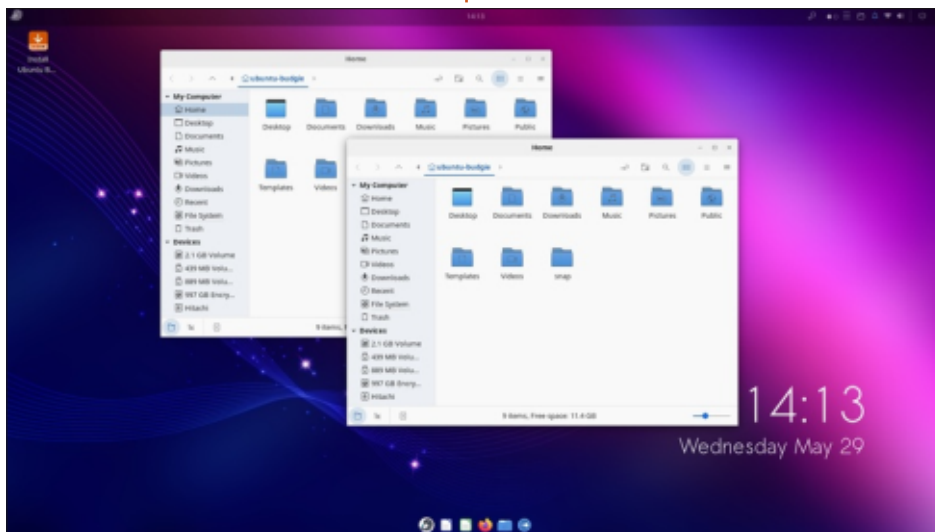 14:13
Install
Ubuntu B...
Home
ubuntu-budgie
My Computer
Home
Desktop
Documents
Music
Pictures
Videos
Downloads
Recent
File System
Trash
Devices
2.1 GB Volume
439 MB Volu...
889 MB Volu...
997 GB Encry...
Hitachi
Desktop
Documents
Downloads
Music
Pictures
Public
Templates
Videos
9 items,
Home
ubuntu-budgie
My Computer
Home
Desktop
Documents
Music
Pictures
Videos
Downloads
Recent
File System
Trash
Devices
2.1 GB Volume
439 MB Volu...
889 MB Volu...
997 GB Encry...
Hitachi
Desktop
Documents
Downloads
Music
Pictures
Public
Templates
Videos
snap
9 items, Free space: 11.4 GB
14:13
Wednesday May 29